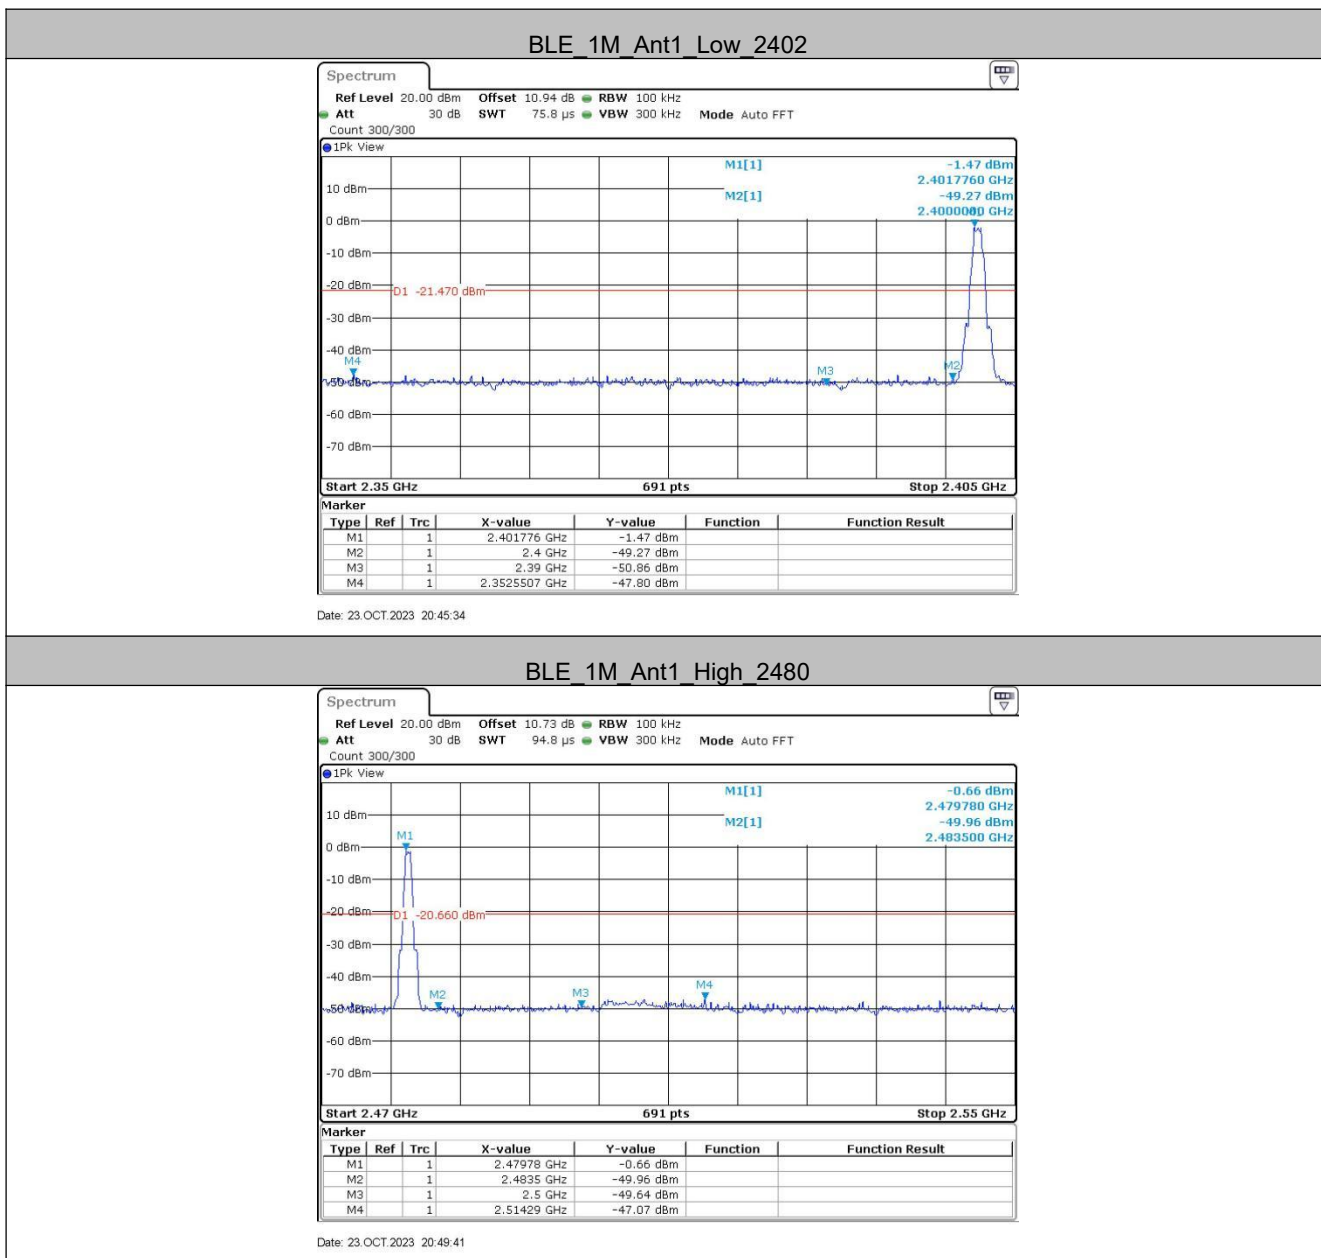 BLE_1M_Ant1_Low_2402
Spectrum
Ref Level 20.00 dBm Offset 10.94 dB RBW 100 kHz
Att 30 dB SWT 75.8 µs VBW 300 kHz Mode Auto FFT
Count 300/300
1Pk View
M1[1] -1.47 dBm
2.4017760 GHz
10 dBm
M2[1] -49.27 dBm
2.4000000 GHz
0 dBm
-10 dBm
-20 dBm
D1 -21.470 dBm
-30 dBm
-40 dBm
M4
M3
M2
-50 dBm
-60 dBm
-70 dBm
Start 2.35 GHz 691 pts Stop 2.405 GHz
Marker
Type Ref Trc X-value Y-value Function Function Result
M1 1 2.401776 GHz -1.47 dBm
M2 1 2.4 GHz -49.27 dBm
M3 1 2.39 GHz -50.86 dBm
M4 1 2.3525507 GHz -47.80 dBm
Date: 23.OCT.2023 20:45:34
BLE_1M_Ant1_High_2480
Spectrum
Ref Level 20.00 dBm Offset 10.73 dB RBW 100 kHz
Att 30 dB SWT 94.8 µs VBW 300 kHz Mode Auto FFT
Count 300/300
1Pk View
M1[1] -0.66 dBm
2.479780 GHz
10 dBm
M2[1] -49.96 dBm
2.483500 GHz
M1
0 dBm
-10 dBm
-20 dBm
D1 -20.660 dBm
-30 dBm
-40 dBm
M2
M3
M4
-50 dBm
-60 dBm
-70 dBm
Start 2.47 GHz 691 pts Stop 2.55 GHz
Marker
Type Ref Trc X-value Y-value Function Function Result
M1 1 2.47978 GHz -0.66 dBm
M2 1 2.4835 GHz -49.96 dBm
M3 1 2.5 GHz -49.64 dBm
M4 1 2.51429 GHz -47.07 dBm
Date: 23.OCT.2023 20:49:41